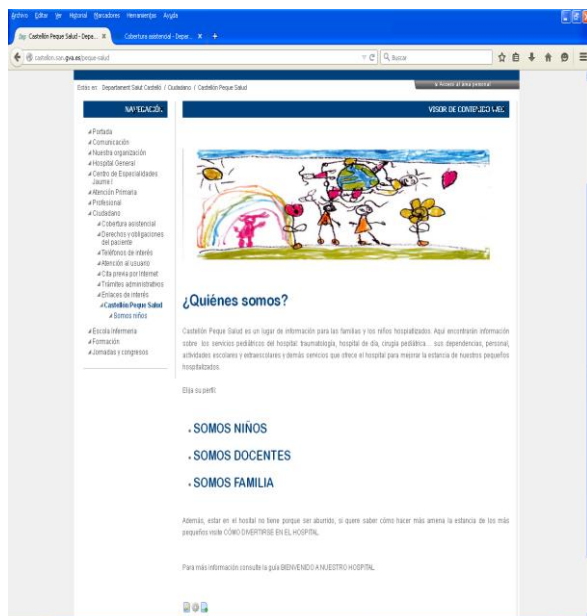 Archivo Editar Ver Historial Marcadores Herramientas Ayuda
Castellón Peque Salud - Depa... × Cobertura asistencial - Depar... × +
castellon.san.gva.es/peque-salud Buscar
Estás en: Departament Salut Castelló / Ciudadano / Castellón Peque Salud
NAVEGACIÓN
VISOR DE CONTENIDO WEB
Portada
Comunicación
Nuestra organización
Hospital General
Centro de Especialidades
Jaume I
Atención Primaria
Profesional
Ciudadano
Cobertura asistencial
Derechos y obligaciones
del paciente
Teléfonos de interés
Atención al usuario
Cita previa por Internet
Trámites administrativos
Enlaces de interés
Castellón Peque Salud
Somos niños
Escola Infermeria
Formación
Jornadas y congresos
¿Quiénes somos?
Castellón Peque Salud es un lugar de información para las familias y los niños hospitalizados. Aquí encontrarán información
sobre los servicios pediátricos del hospital: traumatología, hospital de día, cirugía pediátrica... sus dependencias, personal,
actividades escolares y extraescolares y demás servicios que ofrece el hospital para mejorar la estancia de nuestros pequeños
hospitalizados.
Elija su perfil:
SOMOS NIÑOS
SOMOS DOCENTES
SOMOS FAMILIA
Además, estar en el hosital no tiene porque ser aburrido, si quere saber cómo hacer más amena la estancia de los más
pequeños visite CÓMO DIVERTIRSE EN EL HOSPITAL.
Para más información consulte la guía BIENVENIDO A NUESTRO HOSPITAL.